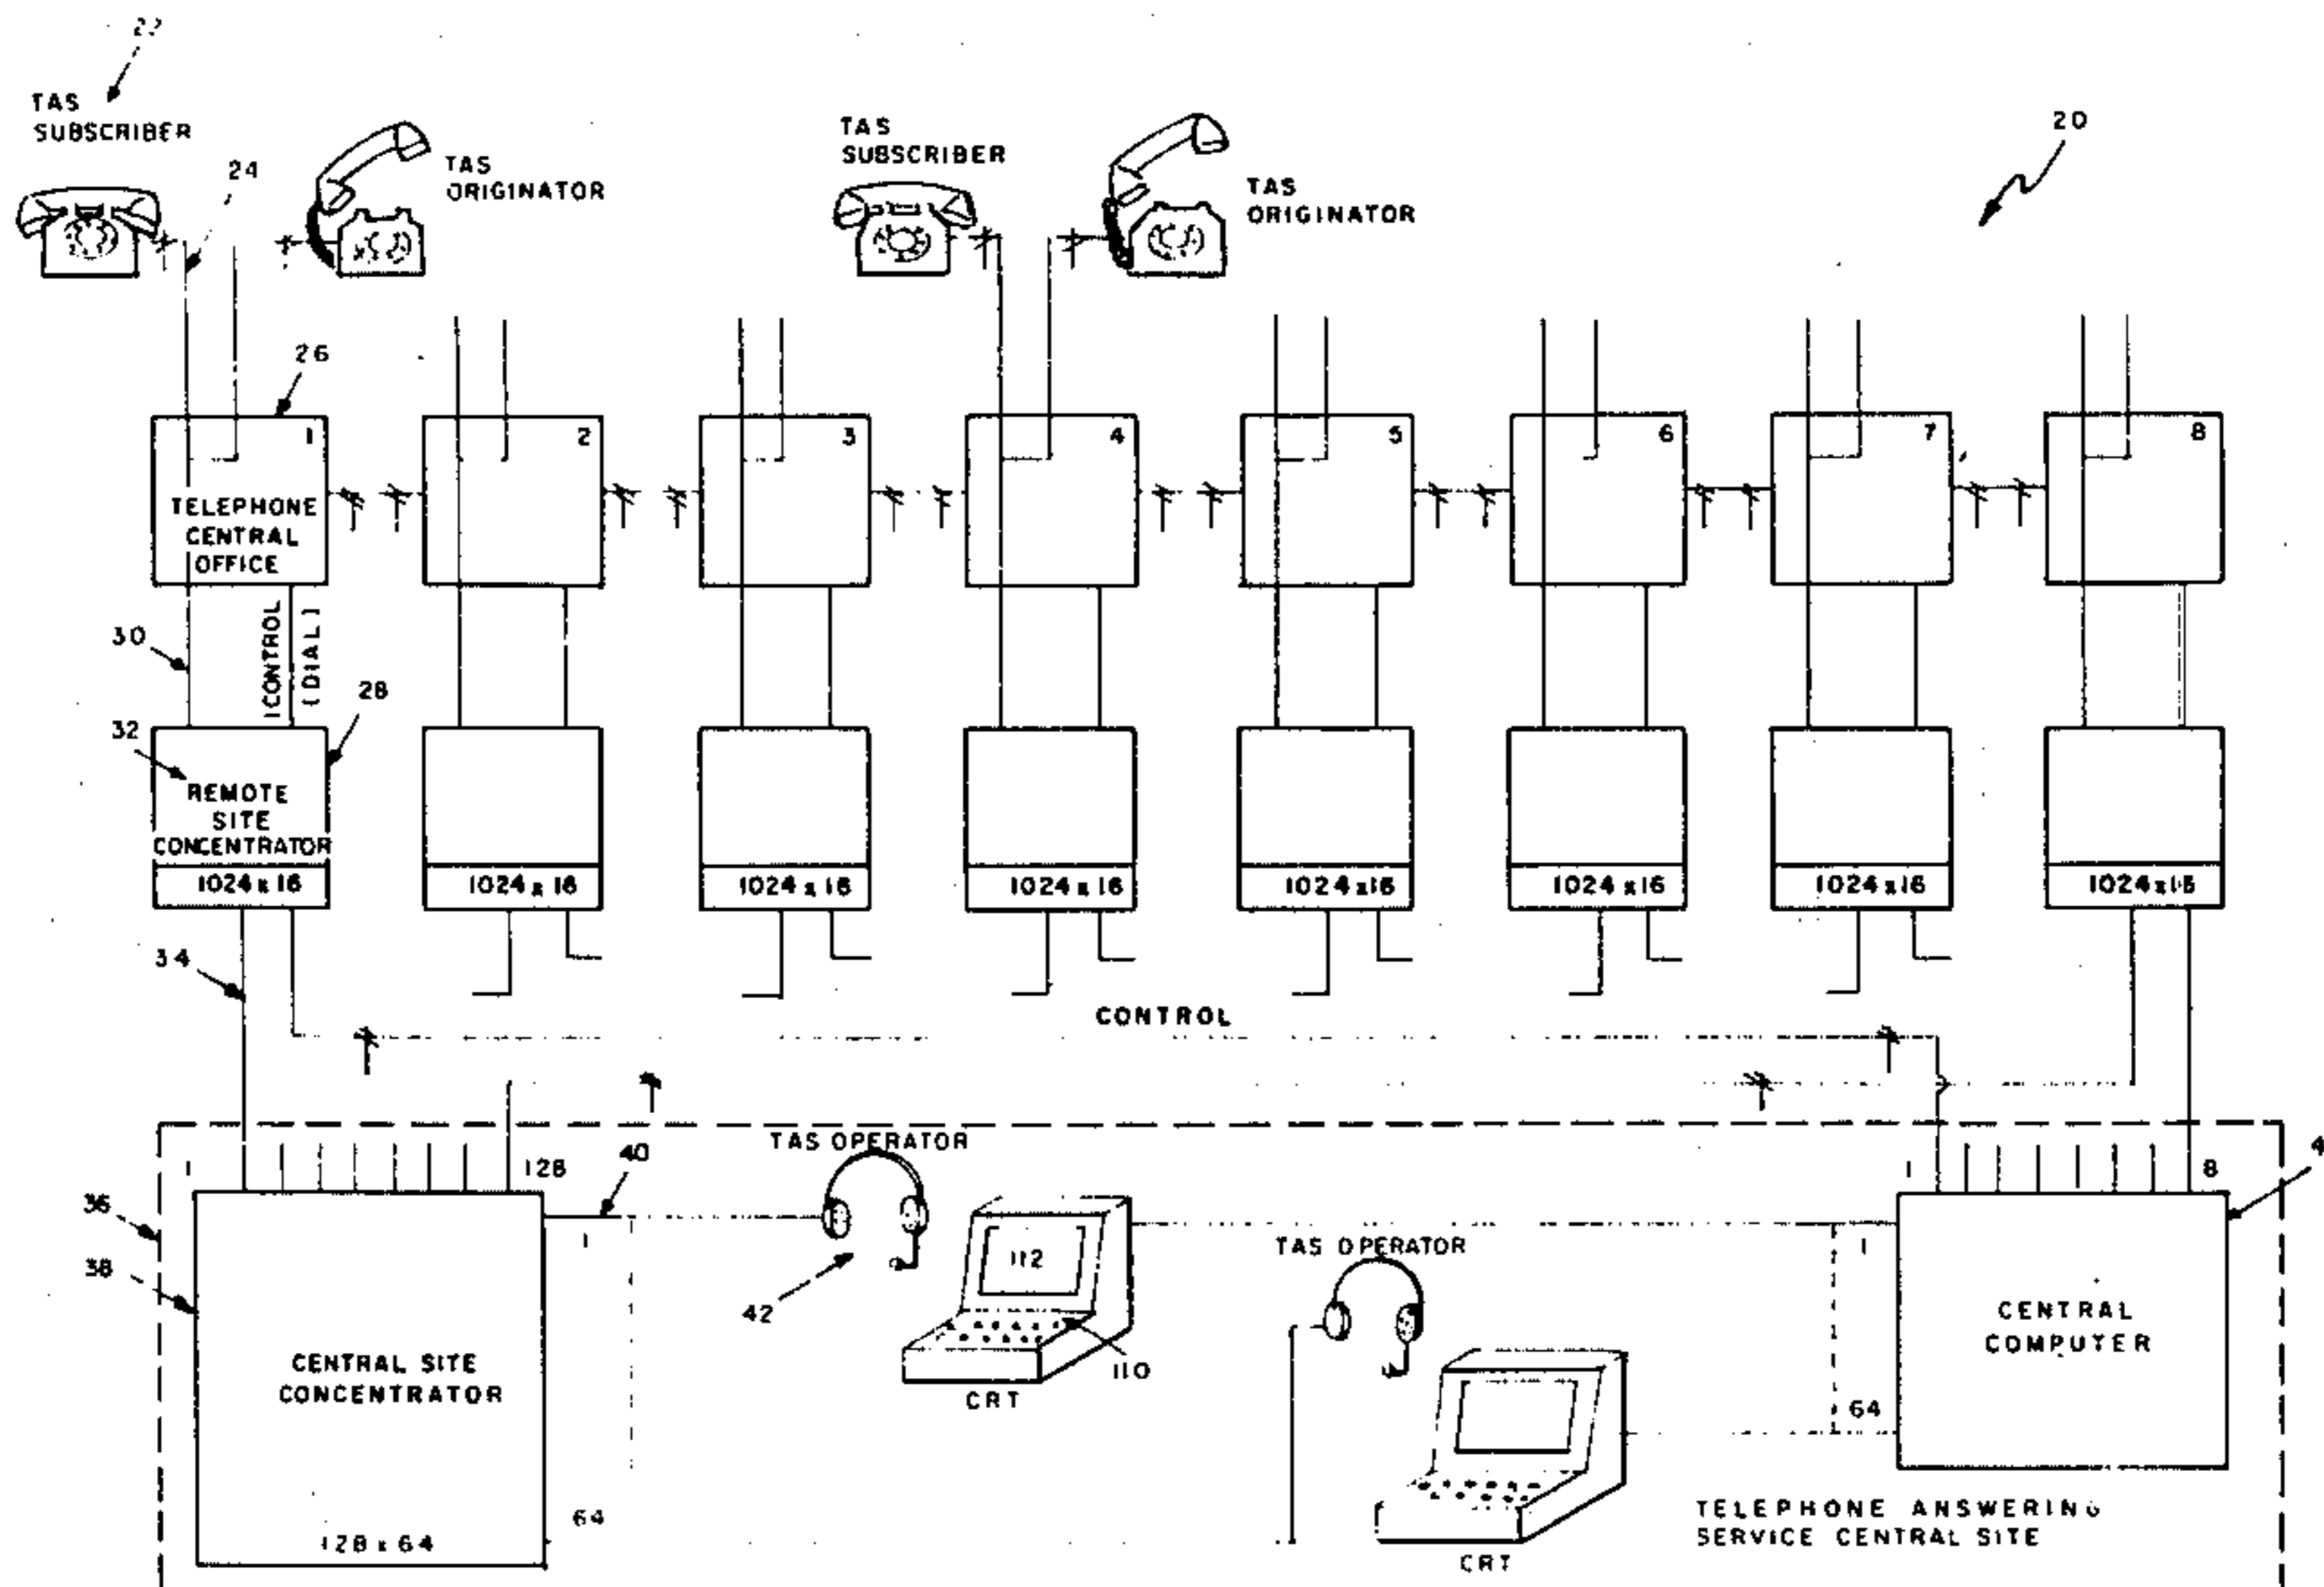 TAS
SUBSCRIBER
24
TAS
ORIGINATOR
TAS
SUBSCRIBER
TAS
ORIGINATOR
20
26
1
2
3
4
5
6
7
8
TELEPHONE
CENTRAL
OFFICE
30
(CONTROL
(DIAL)
28
32
REMOTE
SITE
CONCENTRATOR
1024 x 16
1024 x 16
1024 x 16
1024 x 16
1024 x 16
1024 x 16
1024 x 16
1024 x 16
34
CONTROL
36
38
1
128
40
TAS OPERATOR
1
42
112
110
CRT
TAS OPERATOR
CRT
1
8
4
1
64
CENTRAL
COMPUTER
CENTRAL SITE
CONCENTRATOR
128 x 64
64
TELEPHONE ANSWERING
SERVICE CENTRAL SITE